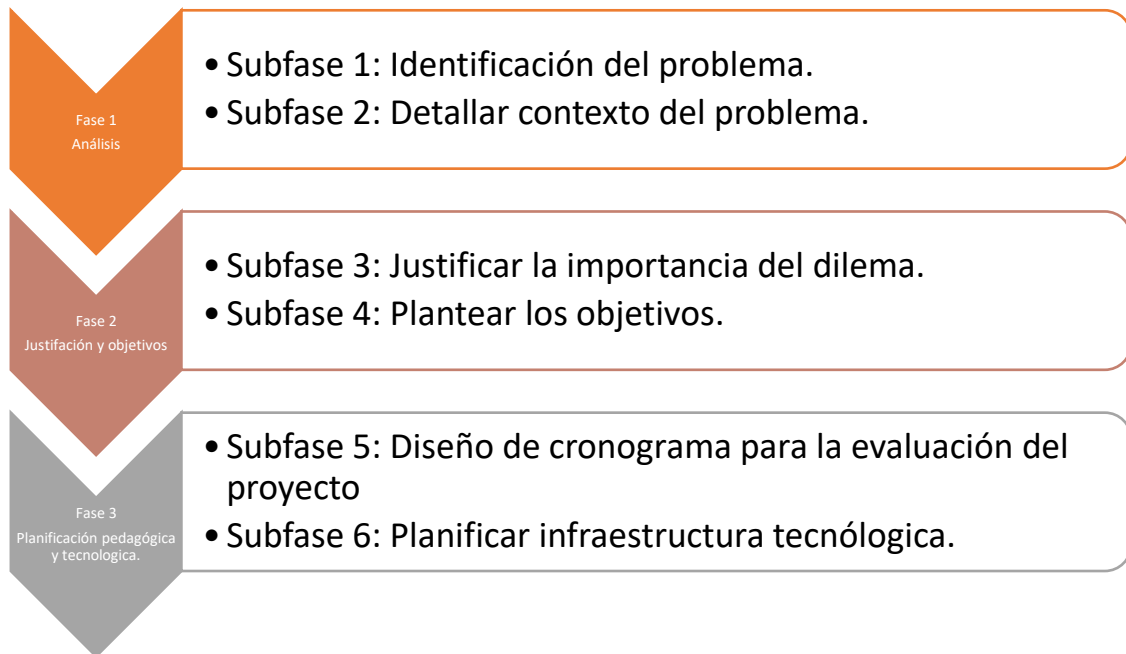 Fase 1
Análisis
• Subfase 1: Identificación del problema.
• Subfase 2: Detallar contexto del problema.
Fase 2
Justifación y objetivos
• Subfase 3: Justificar la importancia del dilema.
• Subfase 4: Plantear los objetivos.
Fase 3
Planificación pedagógica
y tecnologica.
• Subfase 5: Diseño de cronograma para la evaluación del
proyecto
• Subfase 6: Planificar infraestructura tecnólogica.